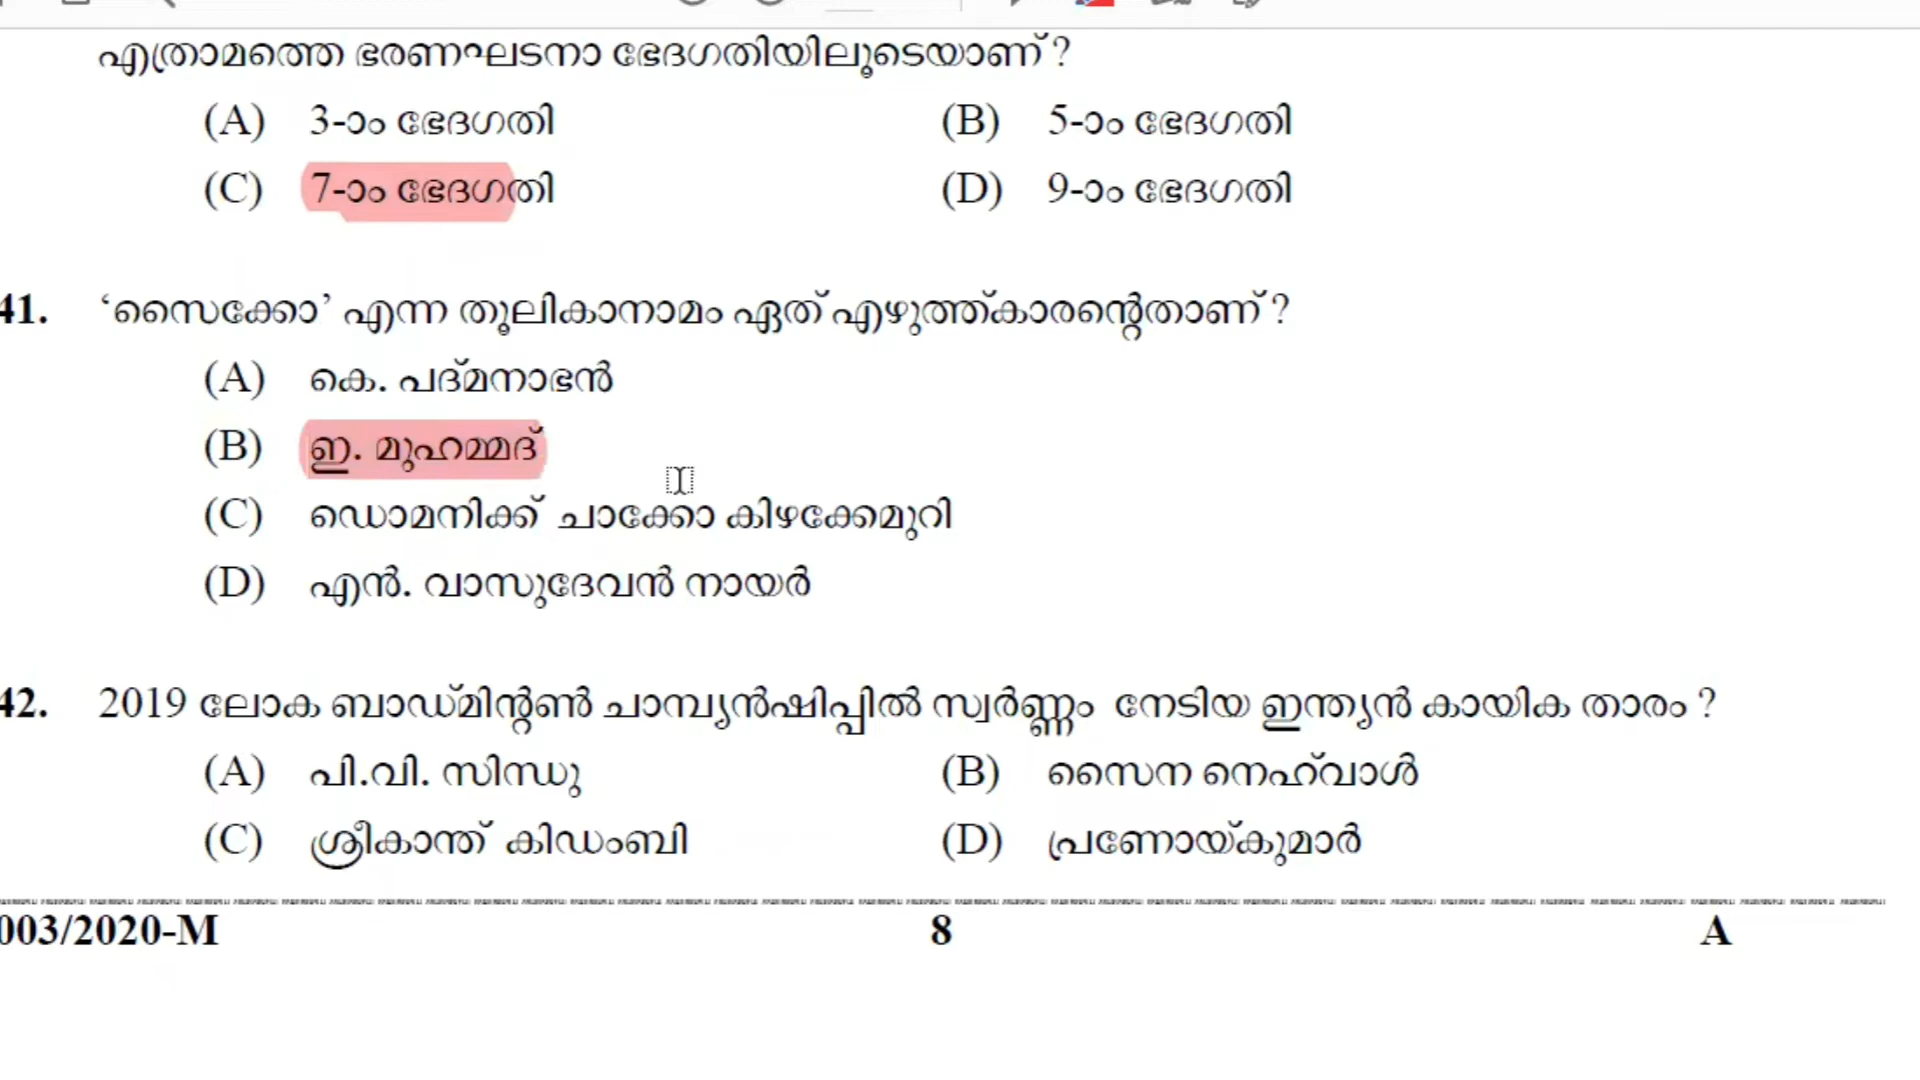 എത്രാമത്തെ ഭരണഘടനാ ഭേദഗതിയിലൂടെയാണ് ?
(A) 3-ാം ഭേദഗതി (B) 5-ാം ഭേദഗതി
(C) 7-ാം ഭേദഗതി (D) 9-ാം ഭേദഗതി
41. ‘സൈക്കോ’ എന്ന തൂലികാനാമം ഏത് എഴുത്ത്കാരന്റെതാണ് ?
(A) കെ. പദ്മനാഭൻ
(B) ഇ. മുഹമ്മദ്
(C) ഡൊമനിക്ക് ചാക്കോ കിഴക്കേമുറി
(D) എൻ. വാസുദേവൻ നായർ
42. 2019 ലോക ബാഡ്മിന്റൺ ചാമ്പ്യൻഷിപ്പിൽ സ്വർണ്ണം നേടിയ ഇന്ത്യൻ കായിക താരം ?
(A) പി.വി. സിന്ധു (B) സൈന നെഹ്‌വാൾ
(C) ശ്രീകാന്ത് കിഡംബി (D) പ്രണോയ്കുമാർ
003/2020-M 8 A